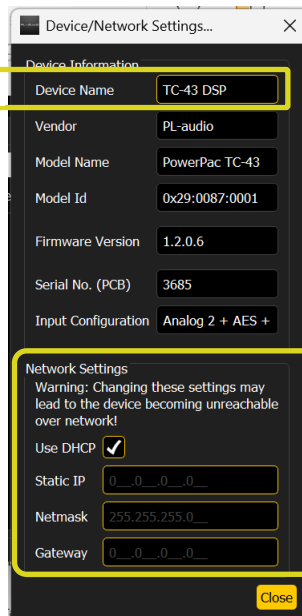 Device/Network Settings...
Device Information
Device Name TC-43 DSP
Vendor PL-audio
Model Name PowerPac TC-43
Model Id 0x29:0087:0001
Firmware Version 1.2.0.6
Serial No. (PCB) 3685
Input Configuration Analog 2 + AES +
Network Settings
Warning: Changing these settings may
lead to the device becoming unreachable
over network!
Use DHCP
Static IP 0__.0__.0__.0__
Netmask 255.255.255.0__
Gateway 0__.0__.0__.0__
Close